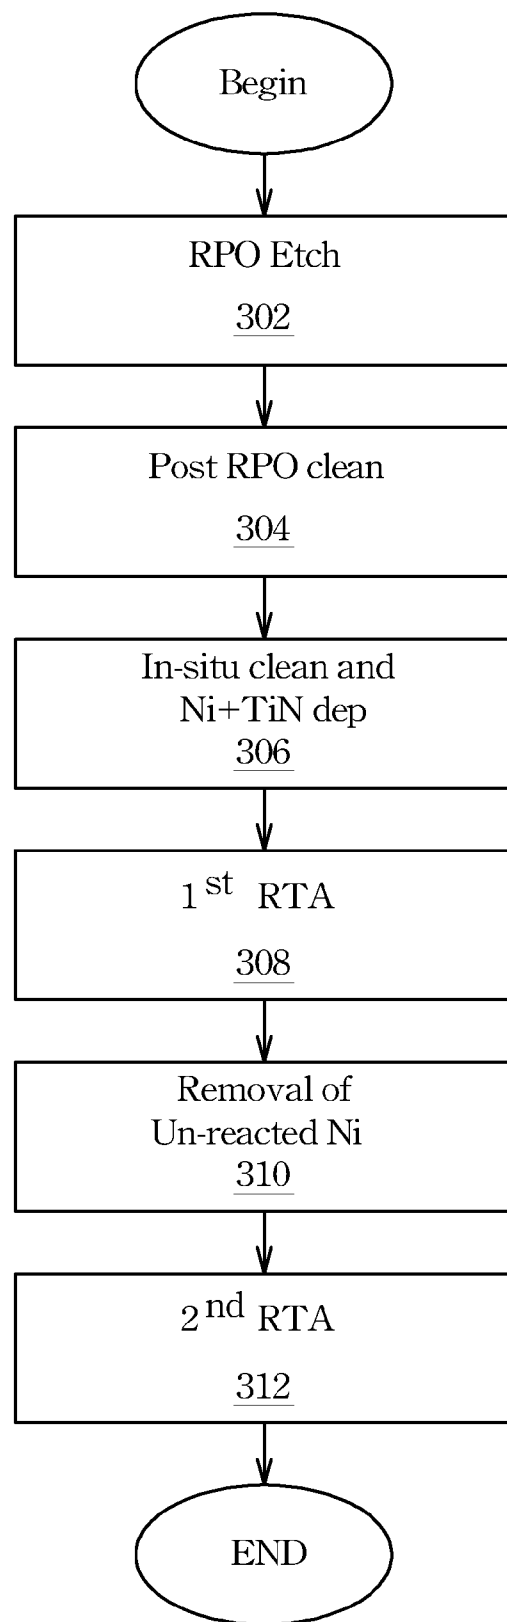 Begin
RPO Etch
302
Post RPO clean
304
In-situ clean and
Ni+TiN dep
306
1st RTA
308
Removal of
Un-reacted Ni
310
2nd RTA
312
END